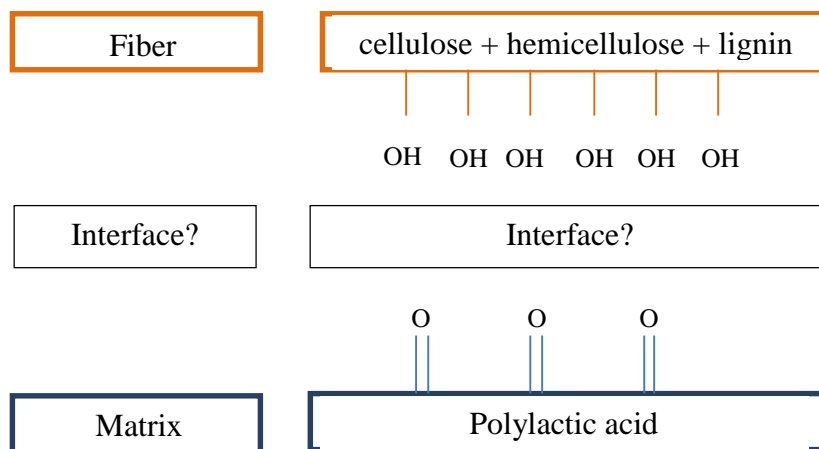 Fiber
cellulose + hemicellulose + lignin
OH OH OH OH OH OH
Interface?
Interface?
O O O
Matrix
Polylactic acid